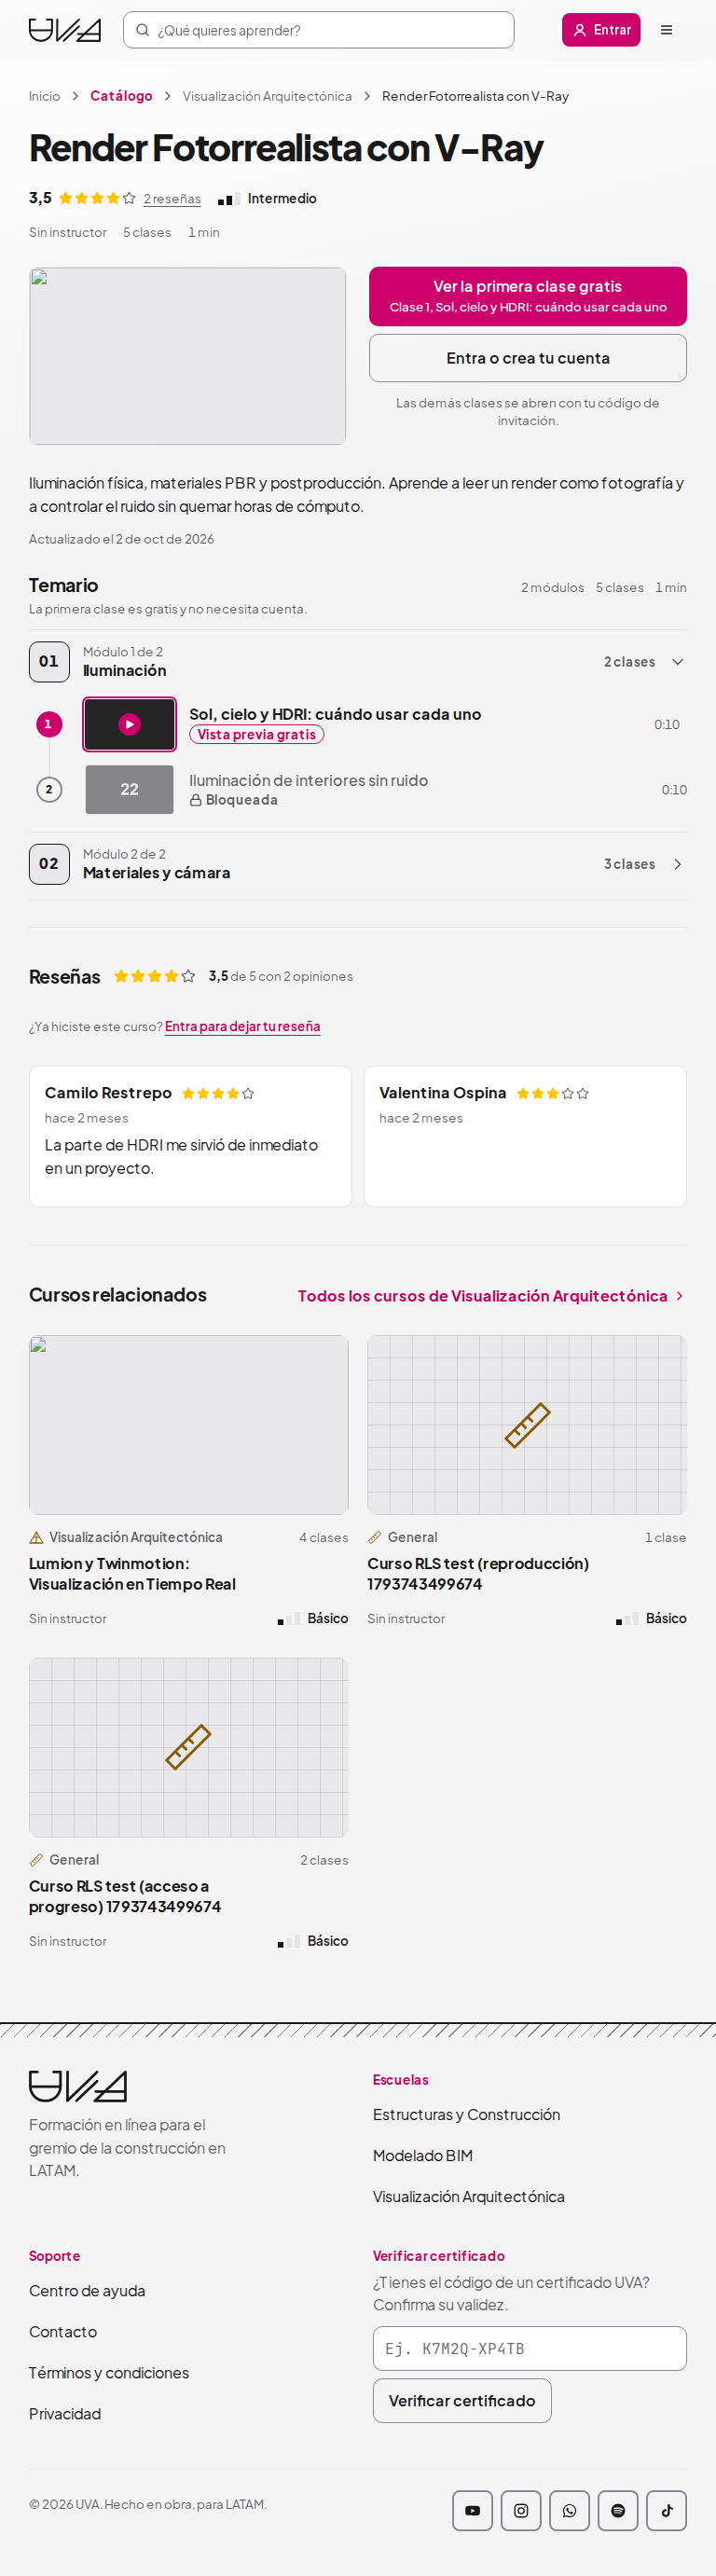 UVA
¿Qué quieres aprender?
Entrar
Inicio
Catálogo
Visualización Arquitectónica
Render Fotorrealista con V-Ray
Render Fotorrealista con V-Ray
3,5
2 reseñas
Intermedio
Sin instructor
5 clases
1 min
Ver la primera clase gratis
Clase 1, Sol, cielo y HDRI: cuándo usar cada uno
Entra o crea tu cuenta
Las demás clases se abren con tu código de
invitación.
Iluminación física, materiales PBR y postproducción. Aprende a leer un render como fotografía y
a controlar el ruido sin quemar horas de cómputo.
Actualizado el 2 de oct de 2026
Temario
2 módulos
5 clases
1 min
La primera clase es gratis y no necesita cuenta.
01
Módulo 1 de 2
Iluminación
2 clases
1
Sol, cielo y HDRI: cuándo usar cada uno
Vista previa gratis
0:10
2
22
Iluminación de interiores sin ruido
Bloqueada
0:10
02
Módulo 2 de 2
Materiales y cámara
3 clases
Reseñas
3,5 de 5 con 2 opiniones
¿Ya hiciste este curso? Entra para dejar tu reseña
Camilo Restrepo
hace 2 meses
La parte de HDRI me sirvió de inmediato
en un proyecto.
Valentina Ospina
hace 2 meses
Cursos relacionados
Todos los cursos de Visualización Arquitectónica
Visualización Arquitectónica
4 clases
Lumion y Twinmotion:
Visualización en Tiempo Real
Sin instructor
Básico
General
1 clase
Curso RLS test (reproducción)
1793743499674
Sin instructor
Básico
General
2 clases
Curso RLS test (acceso a
progreso) 1793743499674
Sin instructor
Básico
UVA
Formación en línea para el
gremio de la construcción en
LATAM.
Escuelas
Estructuras y Construcción
Modelado BIM
Visualización Arquitectónica
Soporte
Centro de ayuda
Contacto
Términos y condiciones
Privacidad
Verificar certificado
¿Tienes el código de un certificado UVA?
Confirma su validez.
Ej. K7M2Q-XP4TB
Verificar certificado
© 2026 UVA. Hecho en obra, para LATAM.